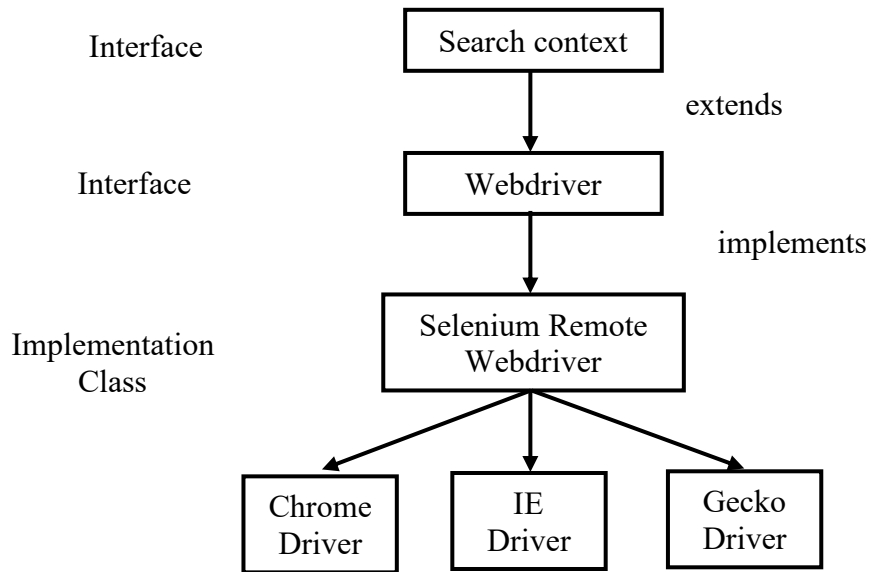 Interface
Search context
extends
Interface
Webdriver
implements
Selenium Remote
Webdriver
Implementation
Class
Chrome
Driver
IE
Driver
Gecko
Driver